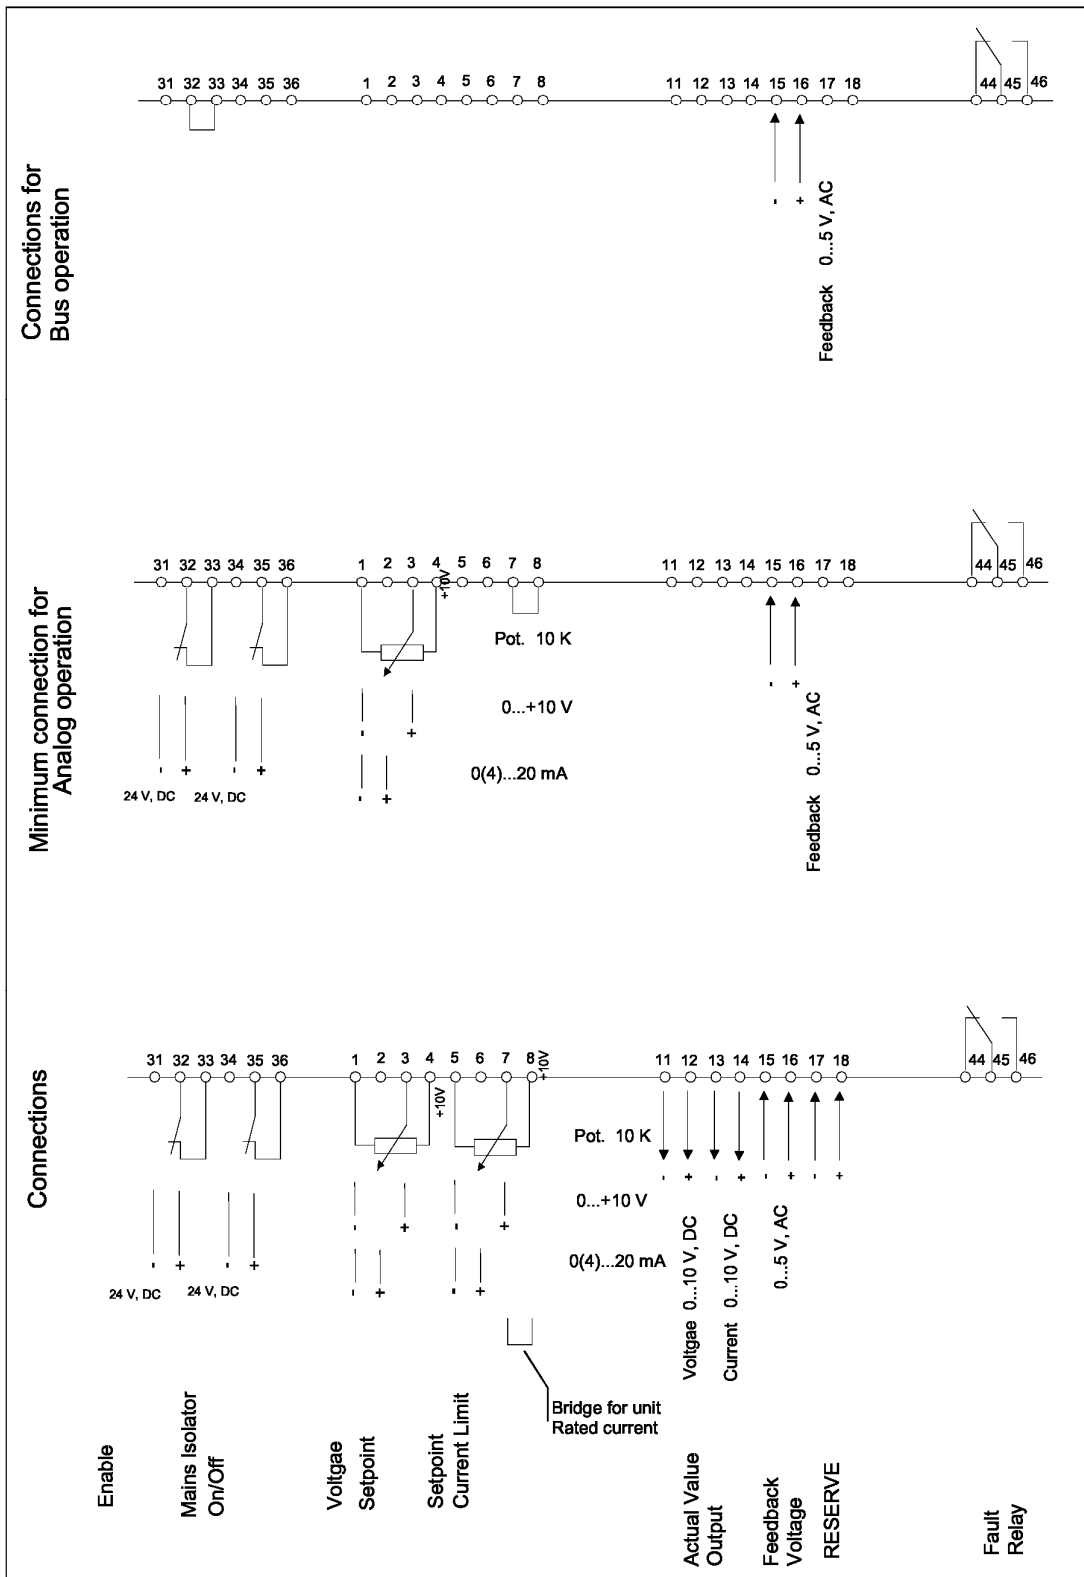 Connections for
Bus operation
31 32 33 34 35 36 1 2 3 4 5 6 7 8 11 12 13 14 15 16 17 18 44 45 46
- +
Feedback 0...5 V, AC
Minimum connection for
Analog operation
31 32 33 34 35 36 1 2 3 4 5 6 7 8 11 12 13 14 15 16 17 18 44 45 46
+10V
Pot. 10 K
- +
0...+10 V
- +
0(4)...20 mA
- +
- + - +
24 V, DC 24 V, DC
Feedback 0...5 V, AC
Connections
31 32 33 34 35 36 1 2 3 4 5 6 7 8 11 12 13 14 15 16 17 18 44 45 46
+10V +10V
Pot. 10 K
- + - + - + - +
0...+10 V
- + - +
0(4)...20 mA
- + - +
- + - +
24 V, DC 24 V, DC
Voltgae 0...10 V, DC
Current 0...10 V, DC
0...5 V, AC
Bridge for unit
Rated current
Enable
Mains Isolator
On/Off
Voltgae
Setpoint
Setpoint
Current Limit
Actual Value
Output
Feedback
Voltage
RESERVE
Fault
Relay